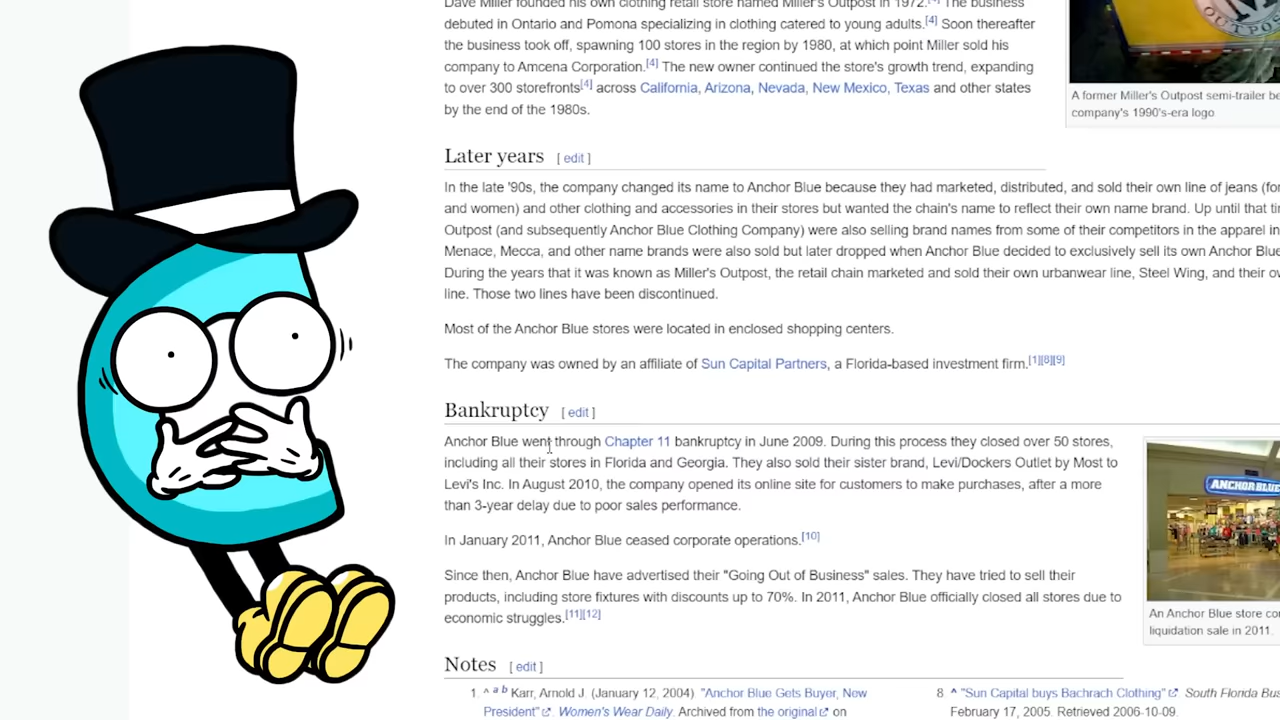 Dave Miller founded his own clothing retail store named Miller's Outpost in 1972.[4] The business
debuted in Ontario and Pomona specializing in clothing catered to young adults.[4] Soon thereafter
the business took off, spawning 100 stores in the region by 1980, at which point Miller sold his
company to Amcena Corporation.[4] The new owner continued the store's growth trend, expanding
to over 300 storefronts[4] across California, Arizona, Nevada, New Mexico, Texas and other states
by the end of the 1980s.
OUTPOST
A former Miller's Outpost semi-trailer
company's 1990's-era logo
Later years [ edit ]
In the late '90s, the company changed its name to Anchor Blue because they had marketed, distributed, and sold their own line of jeans
and women) and other clothing and accessories in their stores but wanted the chain's name to reflect their own name brand. Up until that
Outpost (and subsequently Anchor Blue Clothing Company) were also selling brand names from some of their competitors in the apparel
Menace, Mecca, and other name brands were also sold but later dropped when Anchor Blue decided to exclusively sell its own Anchor
During the years that it was known as Miller's Outpost, the retail chain marketed and sold their own urbanwear line, Steel Wing, and their
line. Those two lines have been discontinued.
Most of the Anchor Blue stores were located in enclosed shopping centers.
The company was owned by an affiliate of Sun Capital Partners, a Florida-based investment firm.[1][8][9]
Bankruptcy [ edit ]
Anchor Blue went through Chapter 11 bankruptcy in June 2009. During this process they closed over 50 stores,
including all their stores in Florida and Georgia. They also sold their sister brand, Levi/Dockers Outlet by Most to
Levi's Inc. In August 2010, the company opened its online site for customers to make purchases, after a more
than 3-year delay due to poor sales performance.
In January 2011, Anchor Blue ceased corporate operations.[10]
Since then, Anchor Blue have advertised their "Going Out of Business" sales. They have tried to sell their
products, including store fixtures with discounts up to 70%. In 2011, Anchor Blue officially closed all stores due to
economic struggles.[11][12]
ANCHOR BLUE
An Anchor Blue store
liquidation sale in 2011.
Notes [ edit ]
1. ^ a b Karr, Arnold J. (January 12, 2004) "Anchor Blue Gets Buyer, New
President". Women's Wear Daily. Archived from the original on
8 ^ "Sun Capital buys Bachrach Clothing" South Florida
February 17, 2005. Retrieved 2006-10-09.